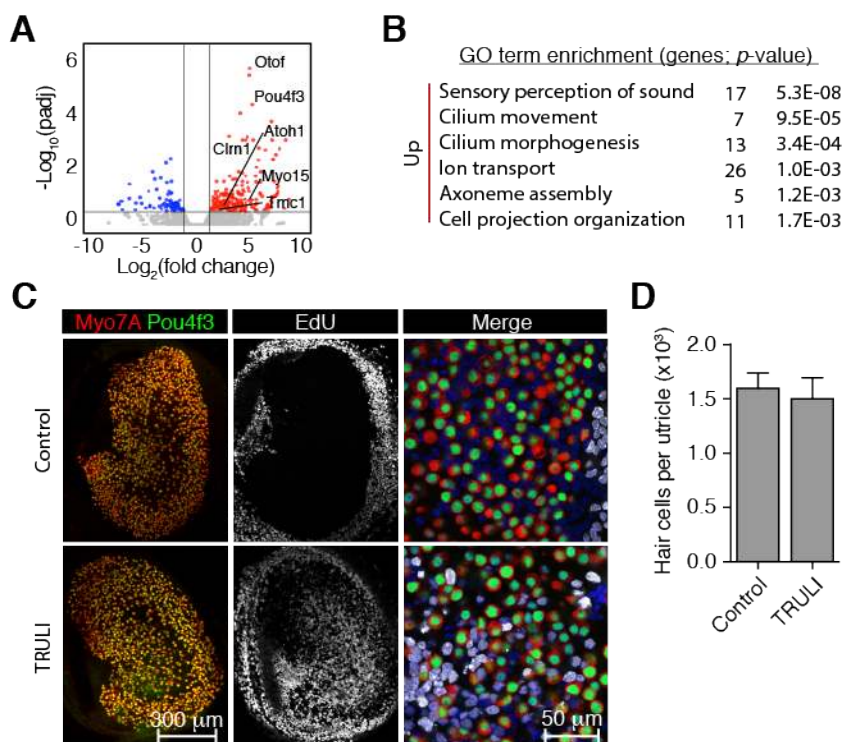 A
6
4
2
0
-Log10(padj)
-10 -5 0 5 10
Log2(fold change)
Otof
Pou4f3
Atoh1
Clrn1
Myo15
Tmc1
B
GO term enrichment (genes; p-value)
Up
Sensory perception of sound 17 5.3E-08
Cilium movement 7 9.5E-05
Cilium morphogenesis 13 3.4E-04
Ion transport 26 1.0E-03
Axoneme assembly 5 1.2E-03
Cell projection organization 11 1.7E-03
C
Myo7A Pou4f3 EdU Merge
Control
TRULI
300 µm
50 µm
D
Hair cells per utricle (x10³)
2.0
1.5
1.0
0.5
0.0
Control TRULI